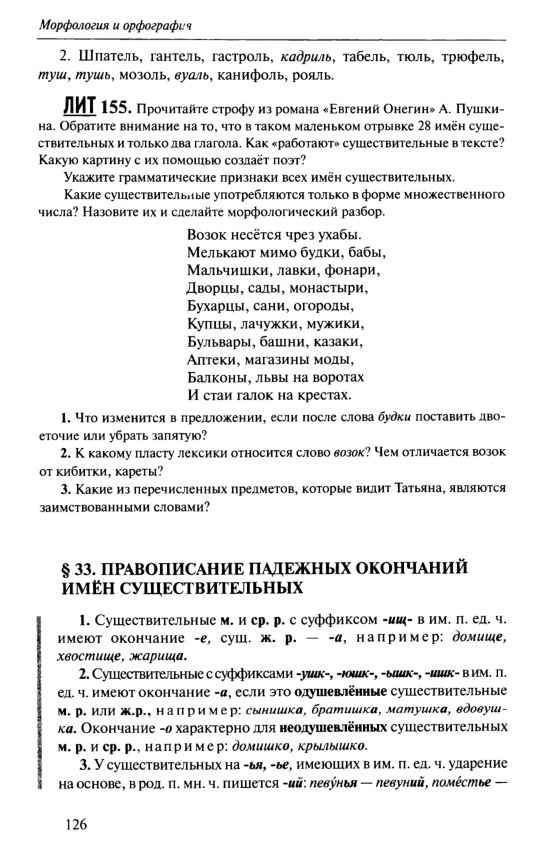 Морфология и орфография
2. Шпатель, гантель, гастроль, кадриль, табель, тюль, трюфель,
туш, тушь, мозоль, вуаль, канифоль, рояль.
ЛИТ 155. Прочитайте строфу из романа «Евгений Онегин» А. Пушки-
на. Обратите внимание на то, что в таком маленьком отрывке 28 имён суще-
ствительных и только два глагола. Как «работают» существительные в тексте?
Какую картину с их помощью создаёт поэт?
Укажите грамматические признаки всех имён существительных.
Какие существительные употребляются только в форме множественного
числа? Назовите их и сделайте морфологический разбор.
Возок несётся чрез ухабы.
Мелькают мимо будки, бабы,
Мальчишки, лавки, фонари,
Дворцы, сады, монастыри,
Бухарцы, сани, огороды,
Купцы, лачужки, мужики,
Бульвары, башни, казаки,
Аптеки, магазины моды,
Балконы, львы на воротах
И стаи галок на крестах.
1. Что изменится в предложении, если после слова будки поставить дво-
еточие или убрать запятую?
2. К какому пласту лексики относится слово возок? Чем отличается возок
от кибитки, кареты?
3. Какие из перечисленных предметов, которые видит Татьяна, являются
заимствованными словами?
§ 33. ПРАВОПИСАНИЕ ПАДЕЖНЫХ ОКОНЧАНИЙ
ИМЁН СУЩЕСТВИТЕЛЬНЫХ
1. Существительные м. и ср. р. с суффиксом -ищ- в им. п. ед. ч.
имеют окончание -е, сущ. ж. р. — -а, например: домище,
хвостище, жарища.
2. Существительные с суффиксами -ушк-, -юшк-, -ышк-, -ишк- в им. п.
ед. ч. имеют окончание -а, если это одушевлённые существительные
м. р. или ж.р., например: сынишка, братишка, матушка, вдовуш-
ка. Окончание -о характерно для неодушевлённых существительных
м. р. и ср. р., например: домишко, крылышко.
3. У существительных на -ья, -ье, имеющих в им. п. ед. ч. ударение
на основе, в род. п. мн. ч. пишется -ий: певу́нья — певуний, поме́стье —
126